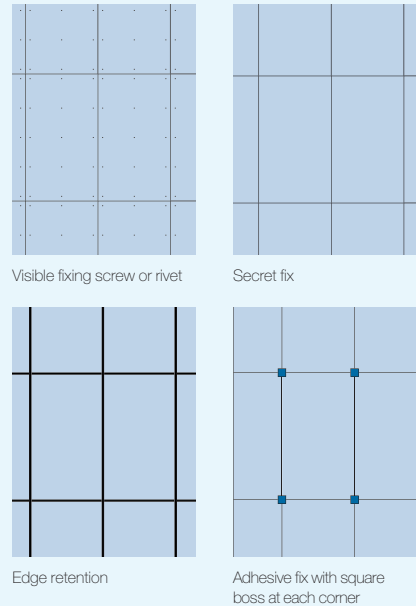 Visible fixing screw or rivet
Secret fix
Edge retention
Adhesive fix with square
boss at each corner